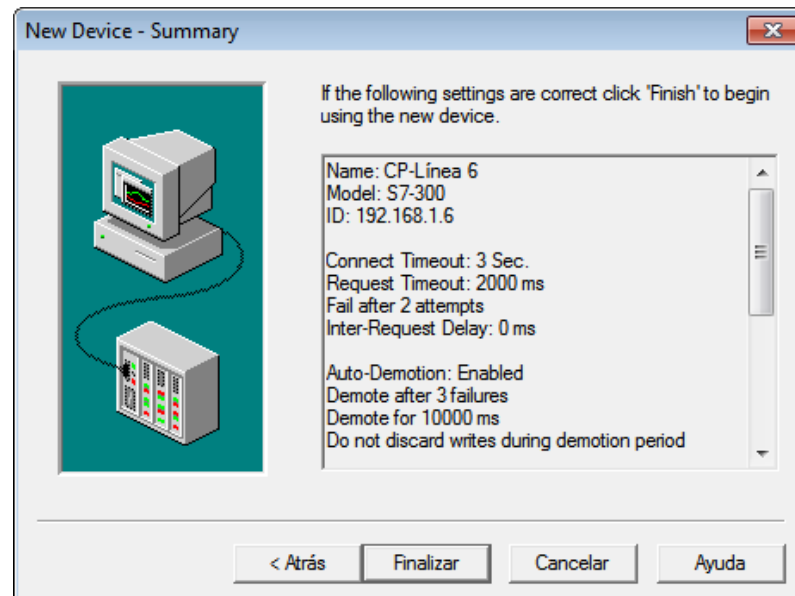 New Device - Summary
If the following settings are correct click 'Finish' to begin
using the new device.
Name: CP-Línea 6
Model: S7-300
ID: 192.168.1.6
Connect Timeout: 3 Sec.
Request Timeout: 2000 ms
Fail after 2 attempts
Inter-Request Delay: 0 ms
Auto-Demotion: Enabled
Demote after 3 failures
Demote for 10000 ms
Do not discard writes during demotion period
< Atrás Finalizar Cancelar Ayuda